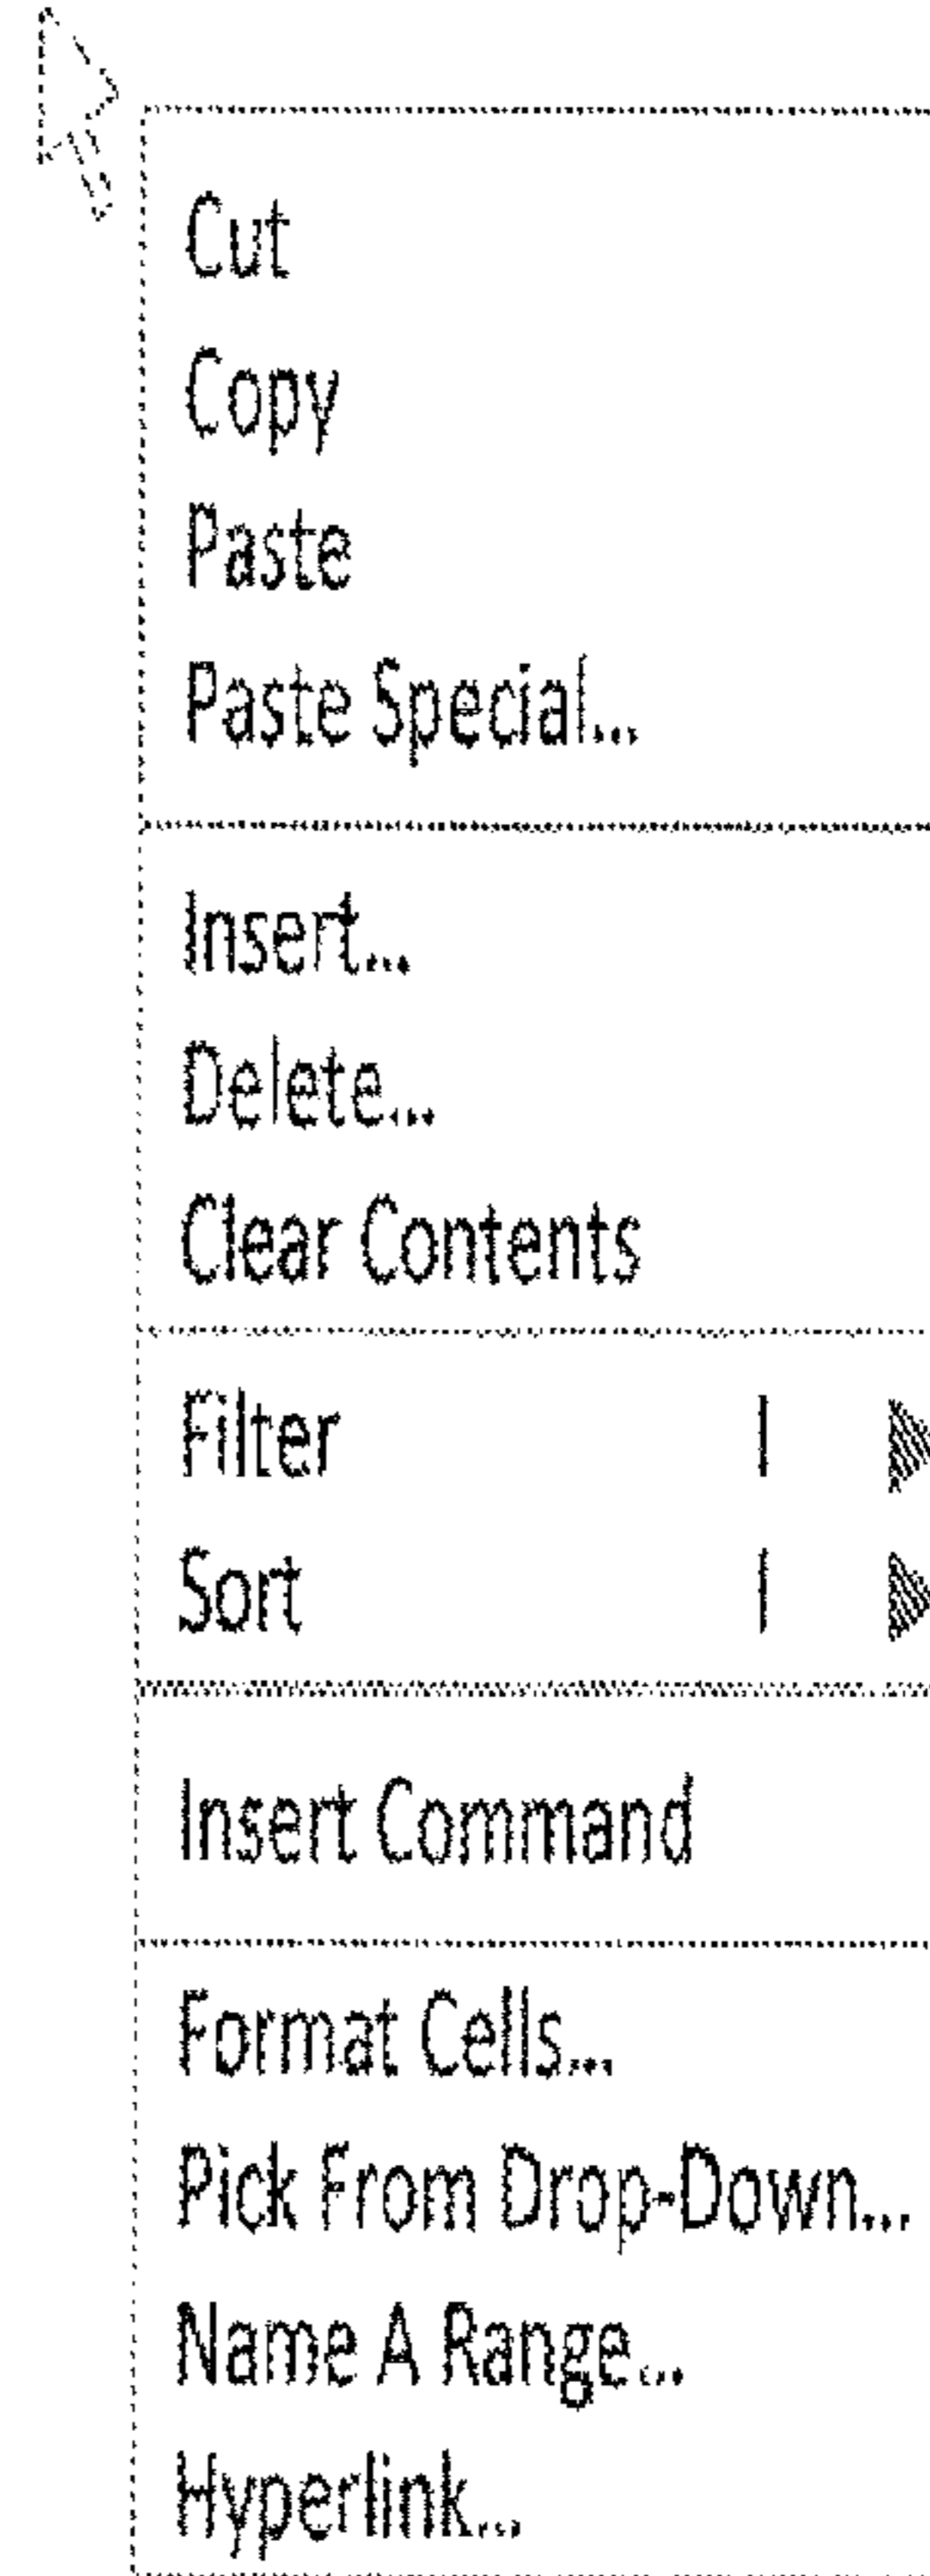 Cut
Copy
Paste
Paste Special...
Insert...
Delete...
Clear Contents
Filter
Sort
Insert Command
Format Cells...
Pick From Drop-Down...
Name A Range...
Hyperlink...